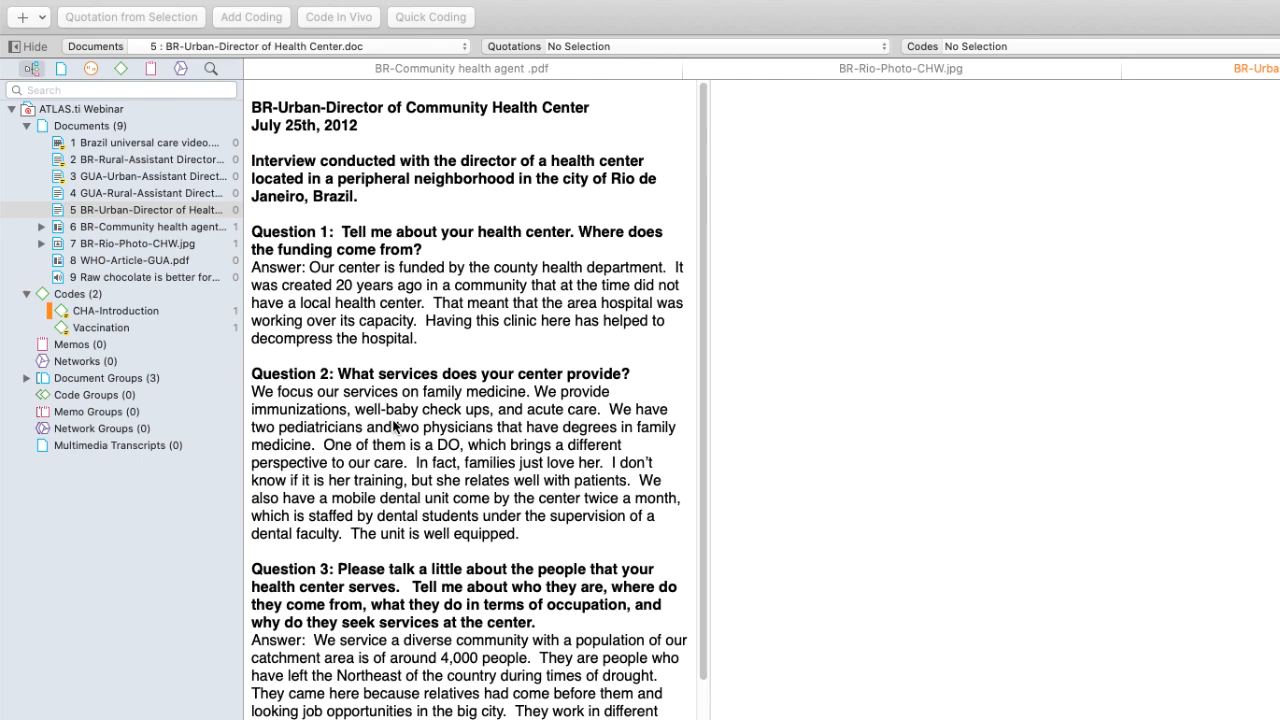 Quotation from Selection Add Coding Code In Vivo Quick Coding
Hide Documents 5 : BR-Urban-Director of Health Center.doc Quotations No Selection Codes No Selection
BR-Community health agent .pdf BR-Rio-Photo-CHW.jpg BR-Urba
Search
ATLAS.ti Webinar
Documents (9)
1 Brazil universal care video.... 0
2 BR-Rural-Assistant Director... 0
3 GUA-Urban-Assistant Direct... 0
4 GUA-Rural-Assistant Direct... 0
5 BR-Urban-Director of Healt... 0
6 BR-Community health agent... 1
7 BR-Rio-Photo-CHW.jpg 1
8 WHO-Article-GUA.pdf 0
9 Raw chocolate is better for... 0
Codes (2)
CHA-Introduction 1
Vaccination 1
Memos (0)
Networks (0)
Document Groups (3)
Code Groups (0)
Memo Groups (0)
Network Groups (0)
Multimedia Transcripts (0)
BR-Urban-Director of Community Health Center
July 25th, 2012
Interview conducted with the director of a health center
located in a peripheral neighborhood in the city of Rio de
Janeiro, Brazil.
Question 1: Tell me about your health center. Where does
the funding come from?
Answer: Our center is funded by the county health department. It
was created 20 years ago in a community that at the time did not
have a local health center. That meant that the area hospital was
working over its capacity. Having this clinic here has helped to
decompress the hospital.
Question 2: What services does your center provide?
We focus our services on family medicine. We provide
immunizations, well-baby check ups, and acute care. We have
two pediatricians and two physicians that have degrees in family
medicine. One of them is a DO, which brings a different
perspective to our care. In fact, families just love her. I don't
know if it is her training, but she relates well with patients. We
also have a mobile dental unit come by the center twice a month,
which is staffed by dental students under the supervision of a
dental faculty. The unit is well equipped.
Question 3: Please talk a little about the people that your
health center serves. Tell me about who they are, where do
they come from, what they do in terms of occupation, and
why do they seek services at the center.
Answer: We service a diverse community with a population of our
catchment area is of around 4,000 people. They are people who
have left the Northeast of the country during times of drought.
They came here because relatives had come before them and
looking job opportunities in the big city. They work in different